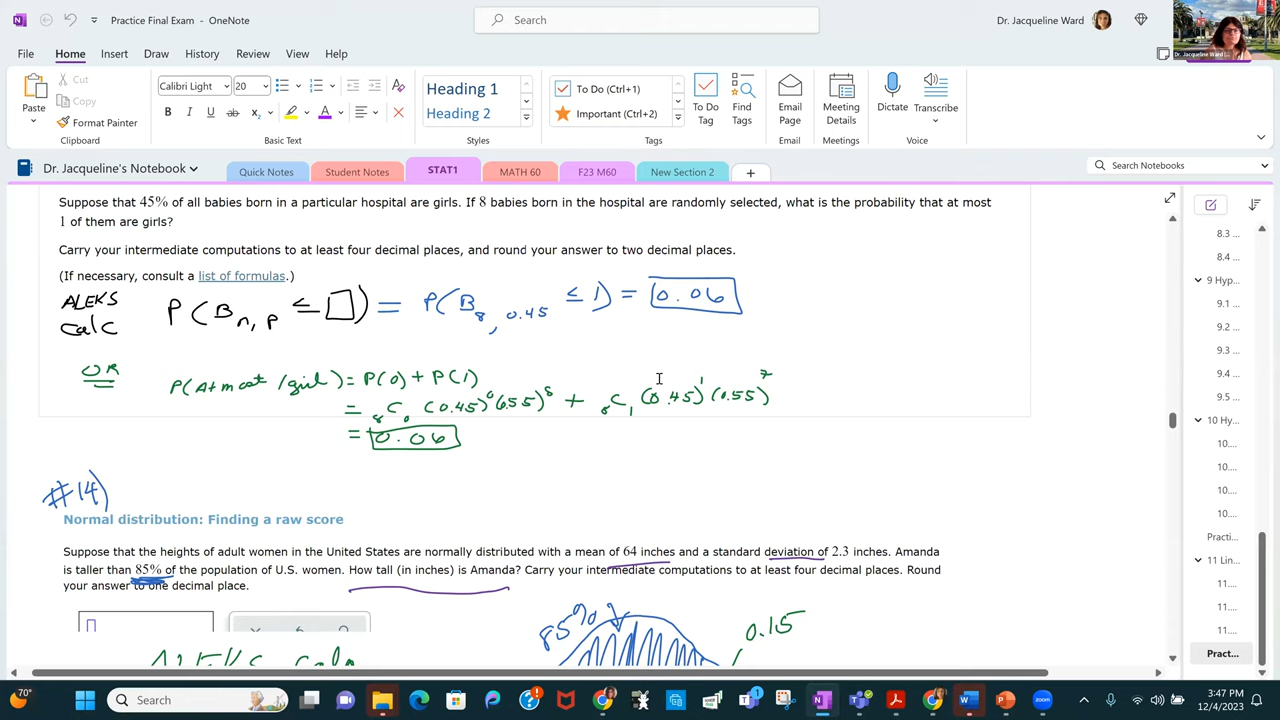 Practice Final Exam - OneNote
Search
Dr. Jacqueline Ward
Dr. Jacqueline Ward
File Home Insert Draw History Review View Help
Paste
Cut
Copy
Format Painter
Clipboard
Calibri Light 20
B I U ab x₂ A
Basic Text
Heading 1
Heading 2
Styles
To Do (Ctrl+1)
Important (Ctrl+2)
To Do Tag
Find Tags
Tags
Email Page
Email
Meeting Details
Meetings
Dictate
Transcribe
Voice
Dr. Jacqueline's Notebook
Quick Notes Student Notes STAT1 MATH 60 F23 M60 New Section 2 +
Search Notebooks
Suppose that 45% of all babies born in a particular hospital are girls. If 8 babies born in the hospital are randomly selected, what is the probability that at most
1 of them are girls?
Carry your intermediate computations to at least four decimal places, and round your answer to two decimal places.
(If necessary, consult a list of formulas.)
ALEKS
calc
P(B n, p ≤ □) = P(B 8, 0.45 ≤ 1) = 0.06
OR
P(At most 1 girl) = P(0) + P(1)
= ₈C₀ (0.45)⁰(0.55)⁸ + ₈C₁ (0.45)¹(0.55)⁷
= 0.06
#14)
Normal distribution: Finding a raw score
Suppose that the heights of adult women in the United States are normally distributed with a mean of 64 inches and a standard deviation of 2.3 inches. Amanda
is taller than 85% of the population of U.S. women. How tall (in inches) is Amanda? Carry your intermediate computations to at least four decimal places. Round
your answer to one decimal place.
85%
0.15
ALEKS calc
8.3 ...
8.4 ...
9 Hyp...
9.1 ...
9.2 ...
9.3 ...
9.4 ...
9.5 ...
10 Hy...
10....
10....
10....
10....
Practi...
11 Lin...
11....
11....
11....
Pract...
70°
Search
3:47 PM
12/4/2023